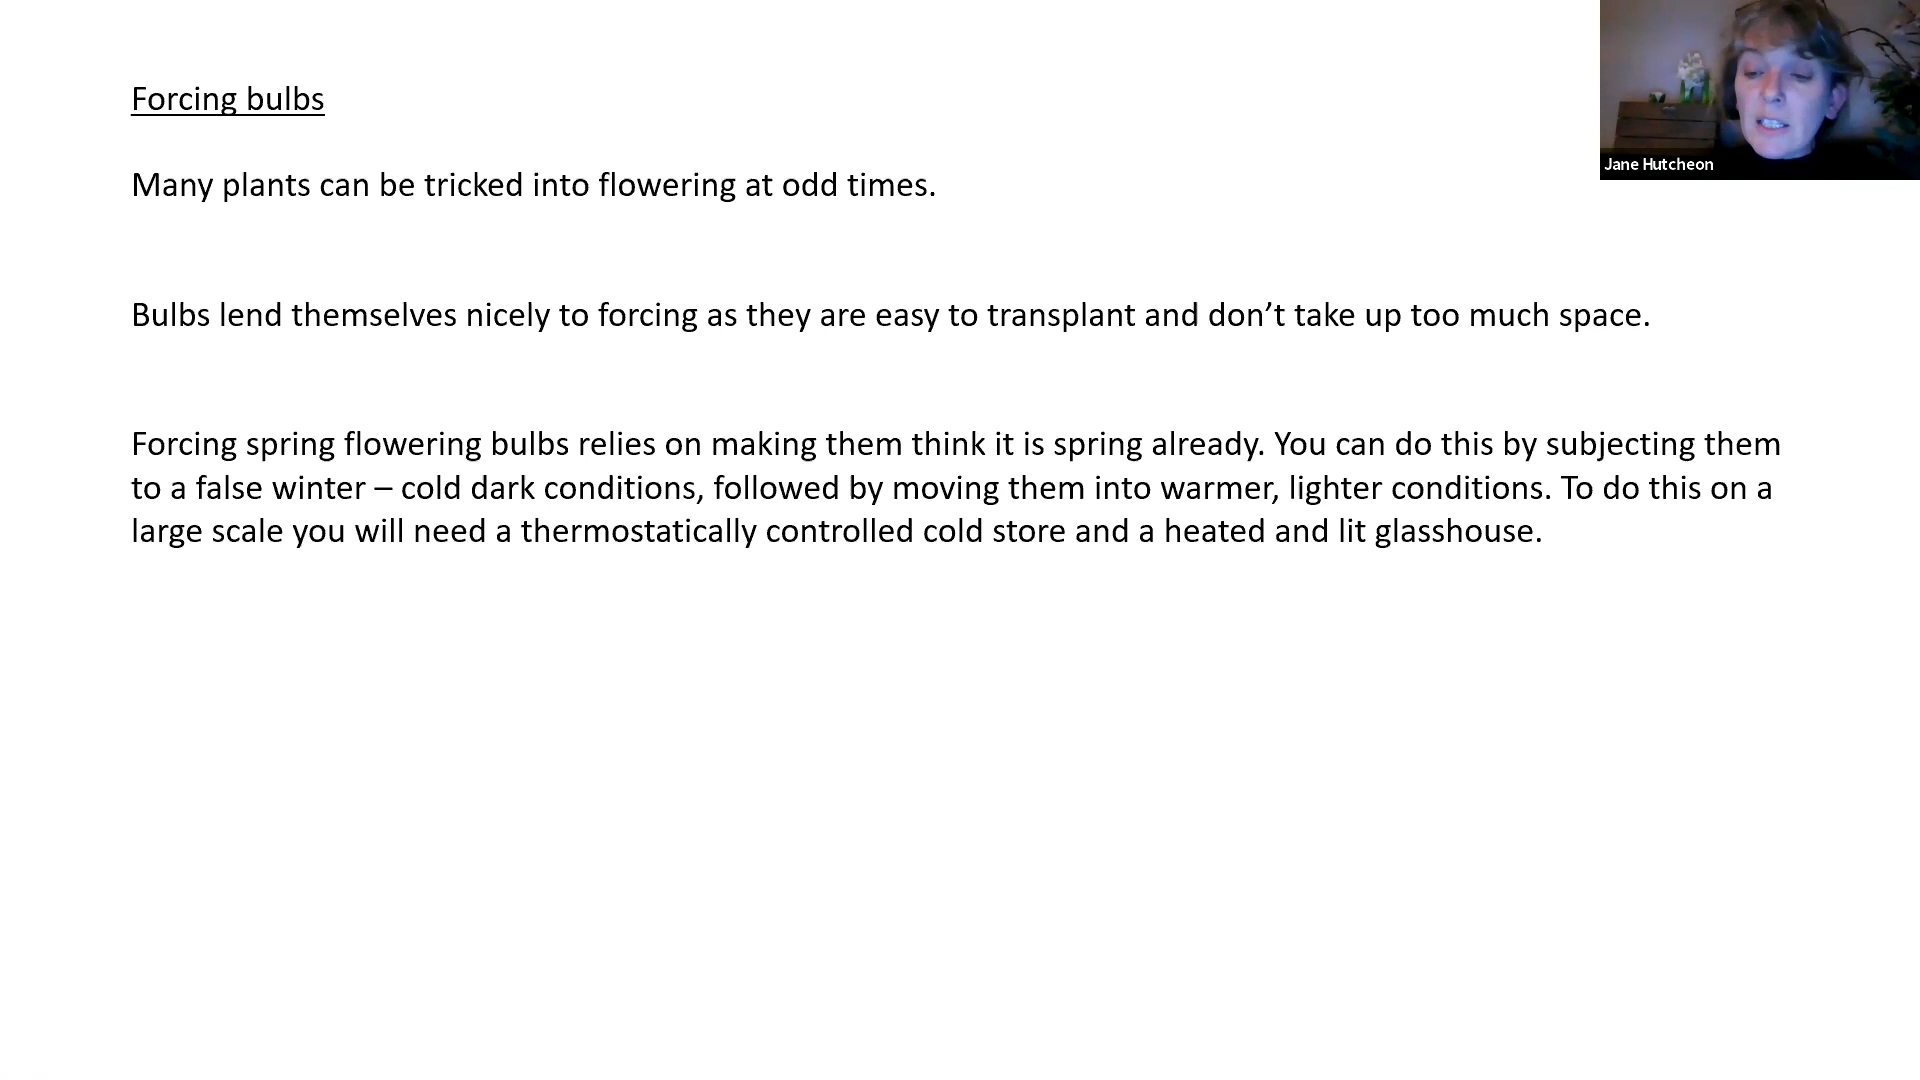 Forcing bulbs
Jane Hutcheon
Many plants can be tricked into flowering at odd times.
Bulbs lend themselves nicely to forcing as they are easy to transplant and don’t take up too much space.
Forcing spring flowering bulbs relies on making them think it is spring already. You can do this by subjecting them
to a false winter – cold dark conditions, followed by moving them into warmer, lighter conditions. To do this on a
large scale you will need a thermostatically controlled cold store and a heated and lit glasshouse.